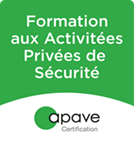 Formation
aux Activitées
Privées de
Sécurité
apave
Certification